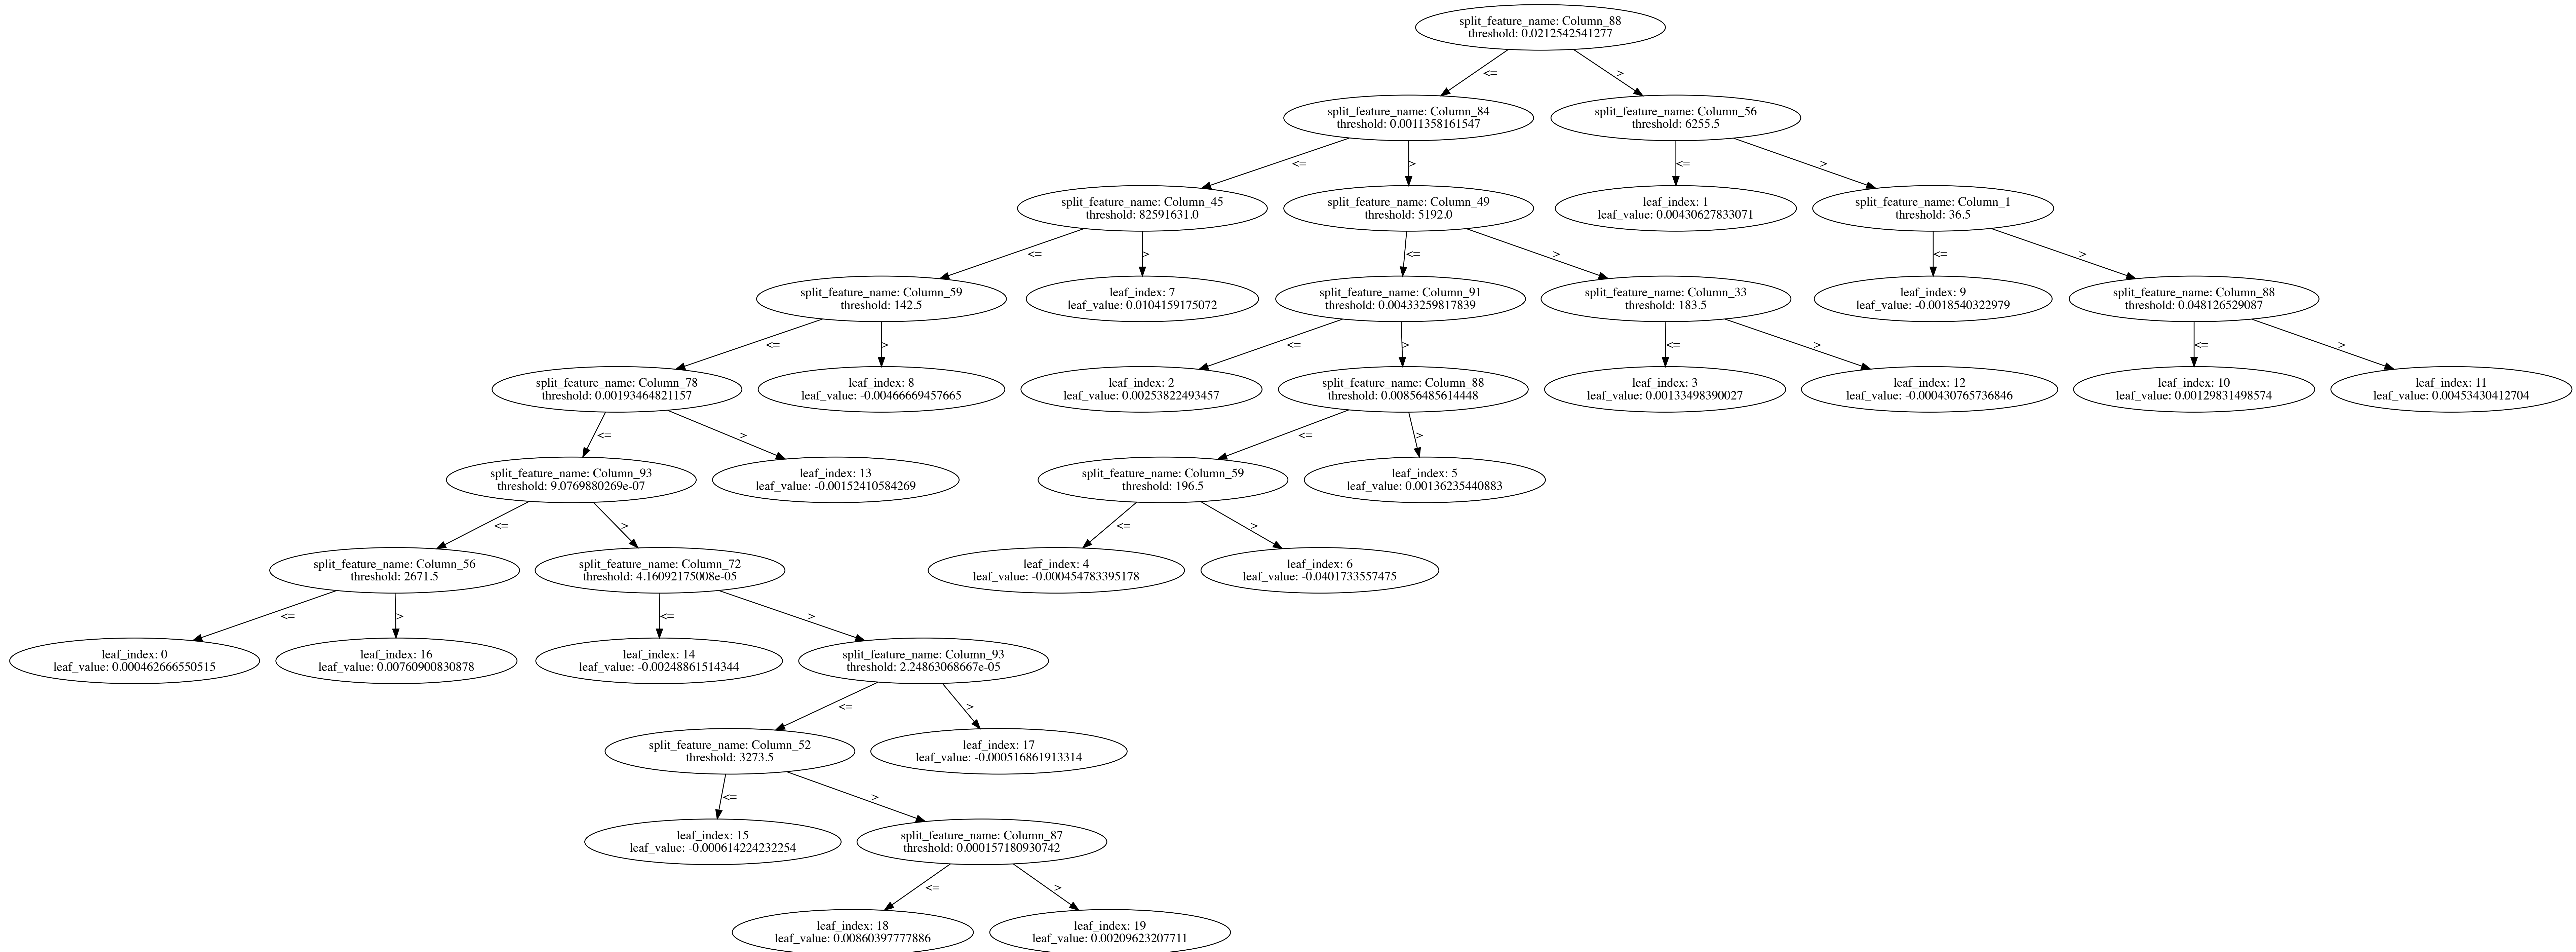 split_feature_name: Column_88
threshold: 0.0212542541277
<=
>
split_feature_name: Column_84
threshold: 0.0011358161547
split_feature_name: Column_56
threshold: 6255.5
<=
>
<=
>
split_feature_name: Column_45
threshold: 82591631.0
split_feature_name: Column_49
threshold: 5192.0
leaf_index: 1
leaf_value: 0.00430627833071
split_feature_name: Column_1
threshold: 36.5
<=
>
<=
>
<=
>
split_feature_name: Column_59
threshold: 142.5
leaf_index: 7
leaf_value: 0.0104159175072
split_feature_name: Column_91
threshold: 0.00433259817839
split_feature_name: Column_33
threshold: 183.5
leaf_index: 9
leaf_value: -0.0018540322979
split_feature_name: Column_88
threshold: 0.048126529087
<=
>
<=
>
<=
>
<=
>
split_feature_name: Column_78
threshold: 0.00193464821157
leaf_index: 8
leaf_value: -0.00466669457665
leaf_index: 2
leaf_value: 0.00253822493457
split_feature_name: Column_88
threshold: 0.00856485614448
leaf_index: 3
leaf_value: 0.00133498390027
leaf_index: 12
leaf_value: -0.000430765736846
leaf_index: 10
leaf_value: 0.00129831498574
leaf_index: 11
leaf_value: 0.00453430412704
<=
>
<=
>
split_feature_name: Column_93
threshold: 9.0769880269e-07
leaf_index: 13
leaf_value: -0.00152410584269
split_feature_name: Column_59
threshold: 196.5
leaf_index: 5
leaf_value: 0.00136235440883
<=
>
<=
>
split_feature_name: Column_56
threshold: 2671.5
split_feature_name: Column_72
threshold: 4.16092175008e-05
leaf_index: 4
leaf_value: -0.000454783395178
leaf_index: 6
leaf_value: -0.0401733557475
<=
>
<=
>
leaf_index: 0
leaf_value: 0.000462666550515
leaf_index: 16
leaf_value: 0.00760900830878
leaf_index: 14
leaf_value: -0.00248861514344
split_feature_name: Column_93
threshold: 2.24863068667e-05
<=
>
split_feature_name: Column_52
threshold: 3273.5
leaf_index: 17
leaf_value: -0.000516861913314
<=
>
leaf_index: 15
leaf_value: -0.000614224232254
split_feature_name: Column_87
threshold: 0.000157180930742
<=
>
leaf_index: 18
leaf_value: 0.00860397777886
leaf_index: 19
leaf_value: 0.00209623207711